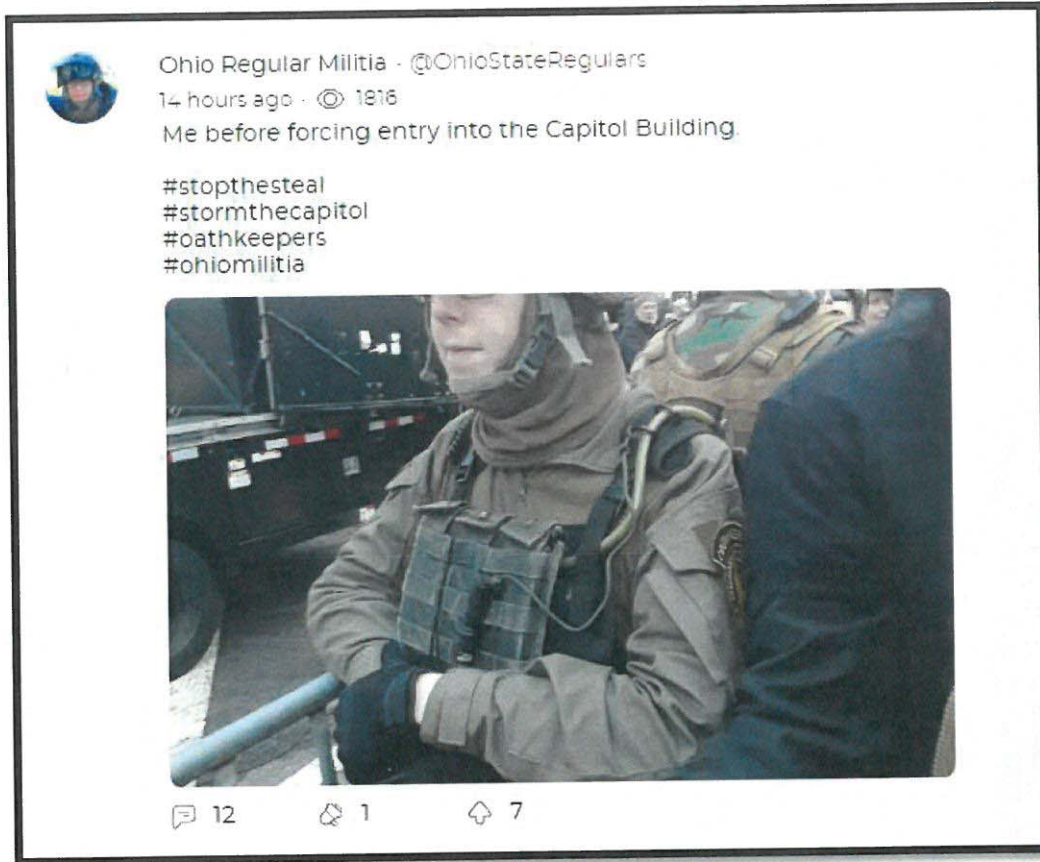 Ohio Regular Militia · @OhioStateRegulars
14 hours ago · 1816
Me before forcing entry into the Capitol Building.
#stopthesteal
#stormthecapitol
#oathkeepers
#ohiomilitia
12 1 7